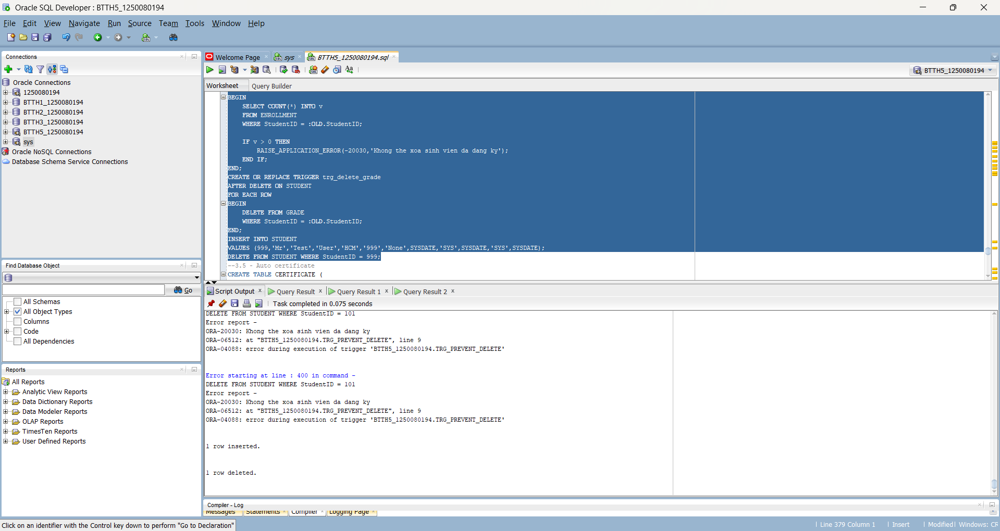 Oracle SQL Developer : BTTH5_1250080194
File Edit View Navigate Run Source Team Tools Window Help
Connections
Oracle Connections
1250080194
BTTH1_1250080194
BTTH2_1250080194
BTTH3_1250080194
BTTH5_1250080194
sys
Oracle NoSQL Connections
Database Schema Service Connections
Find Database Object
Go
All Schemas
All Object Types
Columns
Code
All Dependencies
Reports
All Reports
Analytic View Reports
Data Dictionary Reports
Data Modeler Reports
OLAP Reports
TimesTen Reports
User Defined Reports
Welcome Page sys BTTH5_1250080194.sql
BTTH5_1250080194
Worksheet Query Builder
BEGIN
SELECT COUNT(*) INTO v
FROM ENROLLMENT
WHERE StudentID = :OLD.StudentID;
IF v > 0 THEN
RAISE_APPLICATION_ERROR(-20030,'Khong the xoa sinh vien da dang ky');
END IF;
END;
CREATE OR REPLACE TRIGGER trg_delete_grade
AFTER DELETE ON STUDENT
FOR EACH ROW
BEGIN
DELETE FROM GRADE
WHERE StudentID = :OLD.StudentID;
END;
INSERT INTO STUDENT
VALUES (999,'Mr','Test','User','HCM','999','None',SYSDATE,'SYS',SYSDATE,'SYS',SYSDATE);
DELETE FROM STUDENT WHERE StudentID = 999;
--3.5 - Auto certificate
CREATE TABLE CERTIFICATE (
Script Output Query Result Query Result 1 Query Result 2
Task completed in 0.075 seconds
DELETE FROM STUDENT WHERE StudentID = 101
Error report -
ORA-20030: Khong the xoa sinh vien da dang ky
ORA-06512: at "BTTH5_1250080194.TRG_PREVENT_DELETE", line 9
ORA-04088: error during execution of trigger 'BTTH5_1250080194.TRG_PREVENT_DELETE'
Error starting at line : 400 in command -
DELETE FROM STUDENT WHERE StudentID = 101
Error report -
ORA-20030: Khong the xoa sinh vien da dang ky
ORA-06512: at "BTTH5_1250080194.TRG_PREVENT_DELETE", line 9
ORA-04088: error during execution of trigger 'BTTH5_1250080194.TRG_PREVENT_DELETE'
1 row inserted.
1 row deleted.
Compiler - Log
Messages Statements Compiler Logging Page
Click on an identifier with the Control key down to perform "Go to Declaration"
Line 379 Column 1 Insert Modified Windows: CR